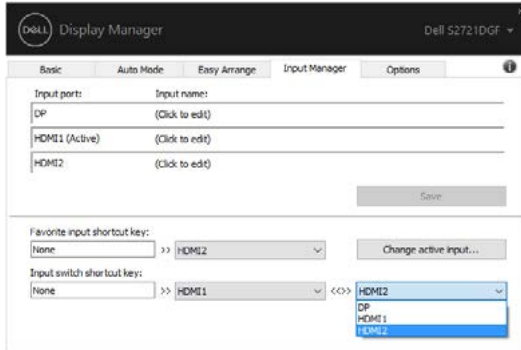 DELL Display Manager Dell S2721DGF
Basic Auto Mode Easy Arrange Input Manager Options
Input port: Input name:
DP (Click to edit)
HDMI1 (Active) (Click to edit)
HDMI2 (Click to edit)
Save
Favorite input shortcut key:
None >> HDMI2 Change active input...
Input switch shortcut key:
None >> HDMI1 <<>> HDMI2
DP
HDMI1
HDMI2